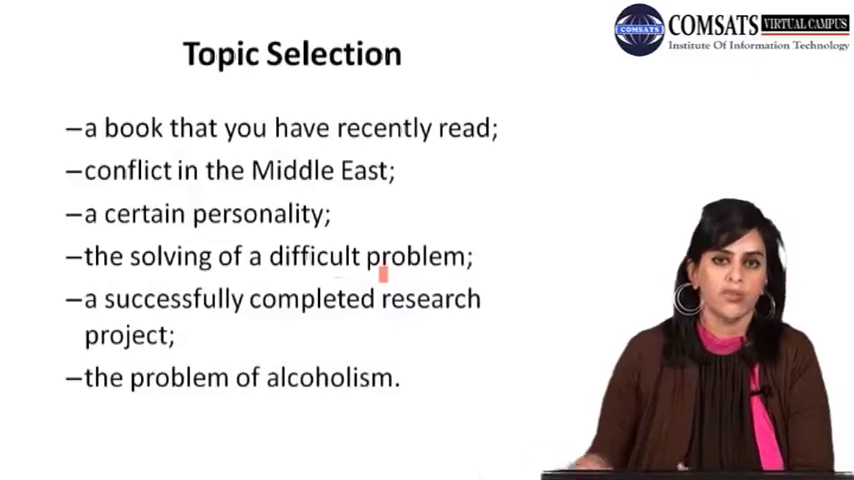 Topic Selection
COMSATS VIRTUAL CAMPUS
COMSATS
Institute Of Information Technology
–a book that you have recently read;
–conflict in the Middle East;
–a certain personality;
–the solving of a difficult problem;
–a successfully completed research
project;
–the problem of alcoholism.